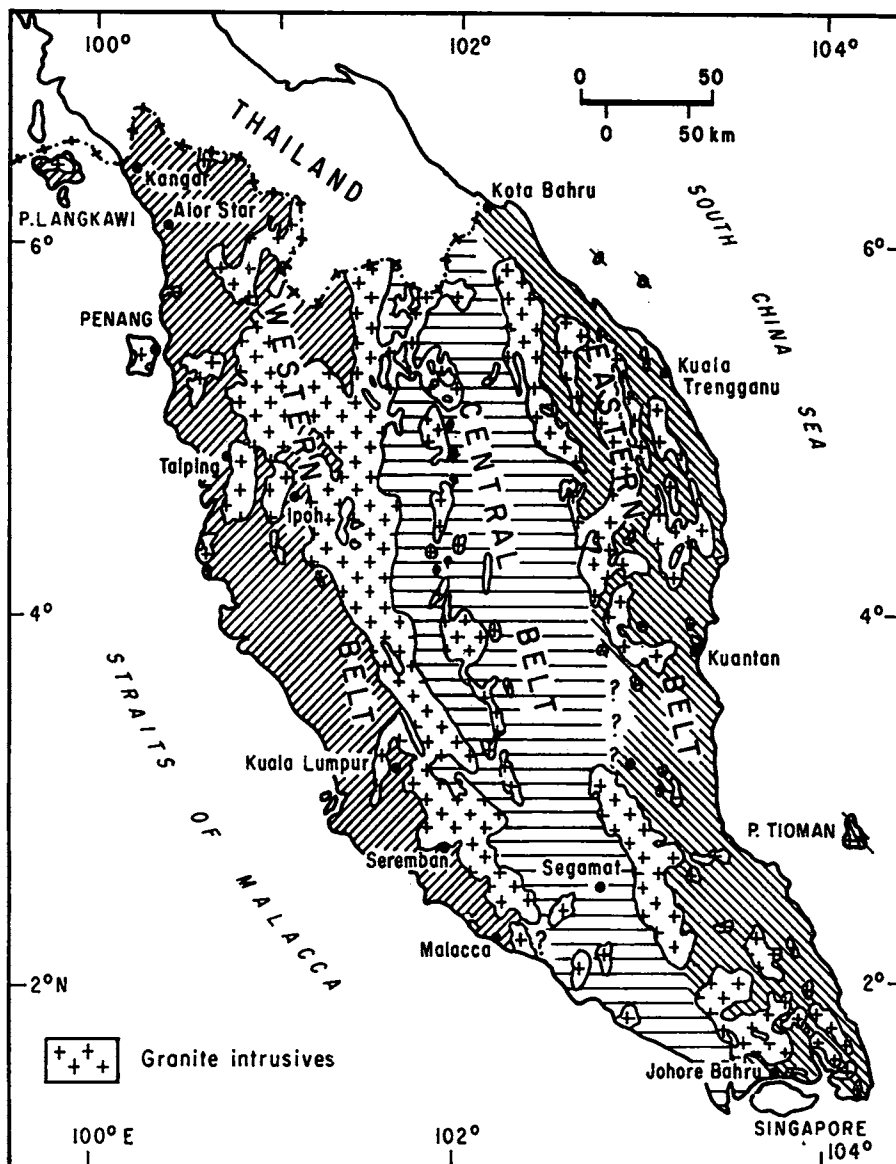 100°
102°
104°
0 50
0 50 km
THAILAND
Kangar
P. LANGKAWI
Alor Star
Kota Bahru
SOUTH CHINA SEA
6°
6°
PENANG
WESTERN BELT
CENTRAL BELT
EASTERN BELT
Kuala Trengganu
Taiping
Ipoh
4°
4°
Kuantan
?
?
?
STRAITS OF MALACCA
Kuala Lumpur
P. TIOMAN
Seremban
Segamat
Malacca
?
2°N
2°
Granite intrusives
Johore Bahru
SINGAPORE
100°E
102°
104°